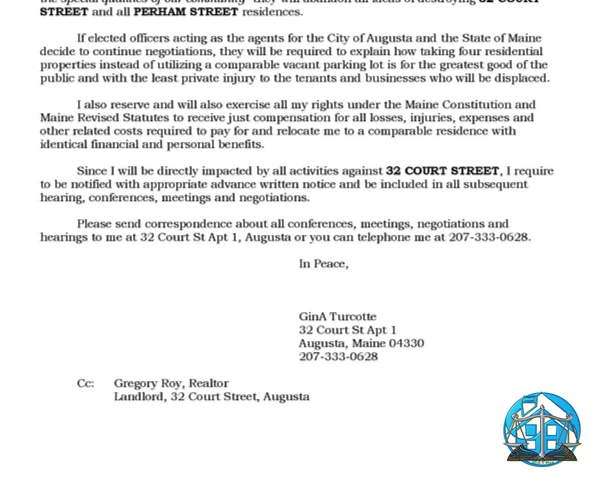 STREET and all PERHAM STREET residences.
If elected officers acting as the agents for the City of Augusta and the State of Maine
decide to continue negotiations, they will be required to explain how taking four residential
properties instead of utilizing a comparable vacant parking lot is for the greatest good of the
public and with the least private injury to the tenants and businesses who will be displaced.
I also reserve and will also exercise all my rights under the Maine Constitution and
Maine Revised Statutes to receive just compensation for all losses, injuries, expenses and
other related costs required to pay for and relocate me to a comparable residence with
identical financial and personal benefits.
Since I will be directly impacted by all activities against 32 COURT STREET, I require
to be notified with appropriate advance written notice and be included in all subsequent
hearing, conferences, meetings and negotiations.
Please send correspondence about all conferences, meetings, negotiations and
hearings to me at 32 Court St Apt 1, Augusta or you can telephone me at 207-333-0628.
In Peace,
GinA Turcotte
32 Court St Apt 1
Augusta, Maine 04330
207-333-0628
Cc: Gregory Roy, Realtor
Landlord, 32 Court Street, Augusta